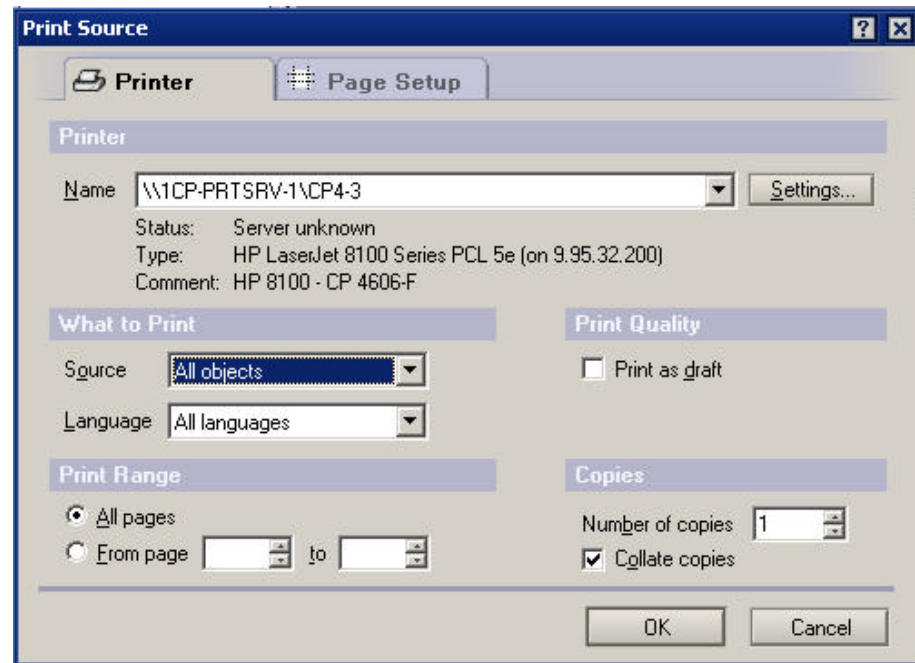 Print Source
Printer
Page Setup
Printer
Name \\1CP-PRTSRV-1\CP4-3 Settings...
Status: Server unknown
Type: HP LaserJet 8100 Series PCL 5e (on 9.95.32.200)
Comment: HP 8100 - CP 4606-F
What to Print
Source All objects
Language All languages
Print Quality
Print as draft
Print Range
All pages
From page to
Copies
Number of copies 1
Collate copies
OK
Cancel